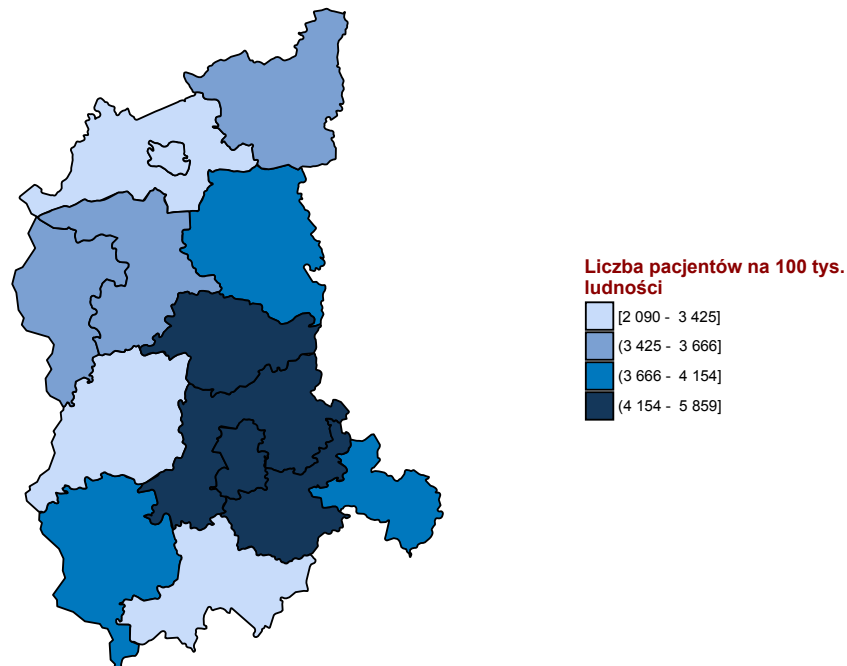 Liczba pacjentów na 100 tys.
ludności
[2 090 - 3 425]
(3 425 - 3 666]
(3 666 - 4 154]
(4 154 - 5 859]